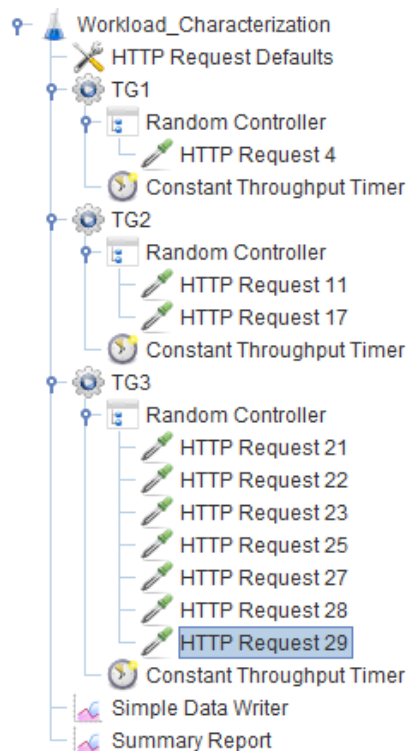 Workload_Characterization
HTTP Request Defaults
TG1
Random Controller
HTTP Request 4
Constant Throughput Timer
TG2
Random Controller
HTTP Request 11
HTTP Request 17
Constant Throughput Timer
TG3
Random Controller
HTTP Request 21
HTTP Request 22
HTTP Request 23
HTTP Request 25
HTTP Request 27
HTTP Request 28
HTTP Request 29
Constant Throughput Timer
Simple Data Writer
Summary Report